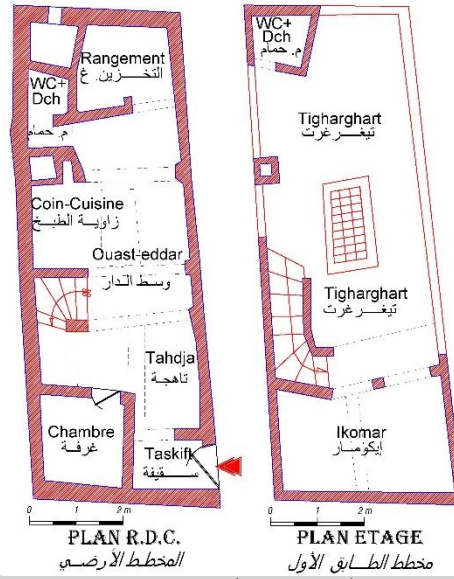 WC+
Dch
م. حمام
Rangement
التخزين. غ
Coin-Cuisine
زاوية الطبخ
Ouast-eddar
وسط الدار
Tahdja
تاهجة
Chambre
غرفة
Taskift
سقيفة
0 1 2 m
PLAN R.D.C.
المخطط الأرضي
WC+
Dch
م. حمام
Tigharghart
تيغرغرت
Tigharghart
تيغرغرت
Ikomar
إيكومار
0 1 2 m
PLAN ETAGE
مخطط الطابق الأول